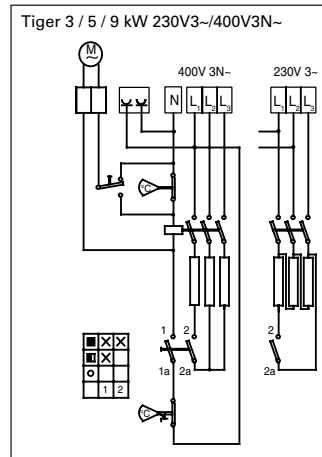 Tiger 3 / 5 / 9 kW 230V3~/400V3N~
M
~
400V 3N~ 230V 3~
N L1 L2 L3 L1 L2 L3
°C
1 2 2
1a 2a 2a
1 2
°C